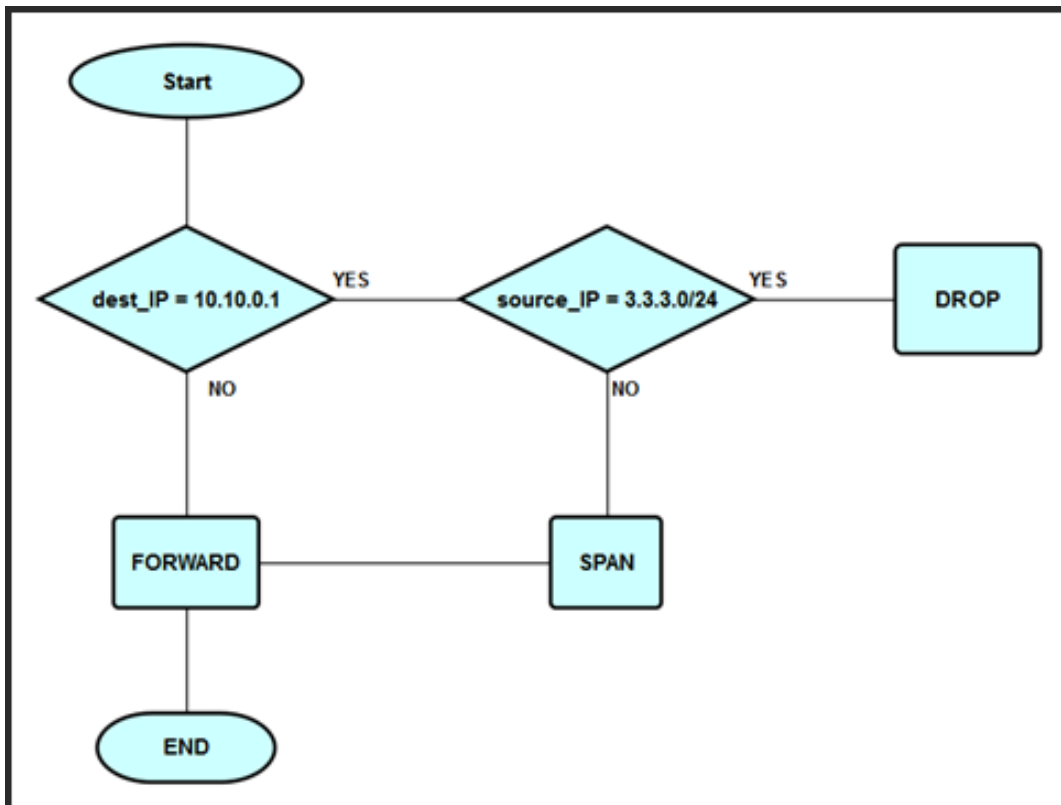 Start
dest_IP = 10.10.0.1
YES
source_IP = 3.3.3.0/24
YES
DROP
NO
NO
FORWARD
SPAN
END